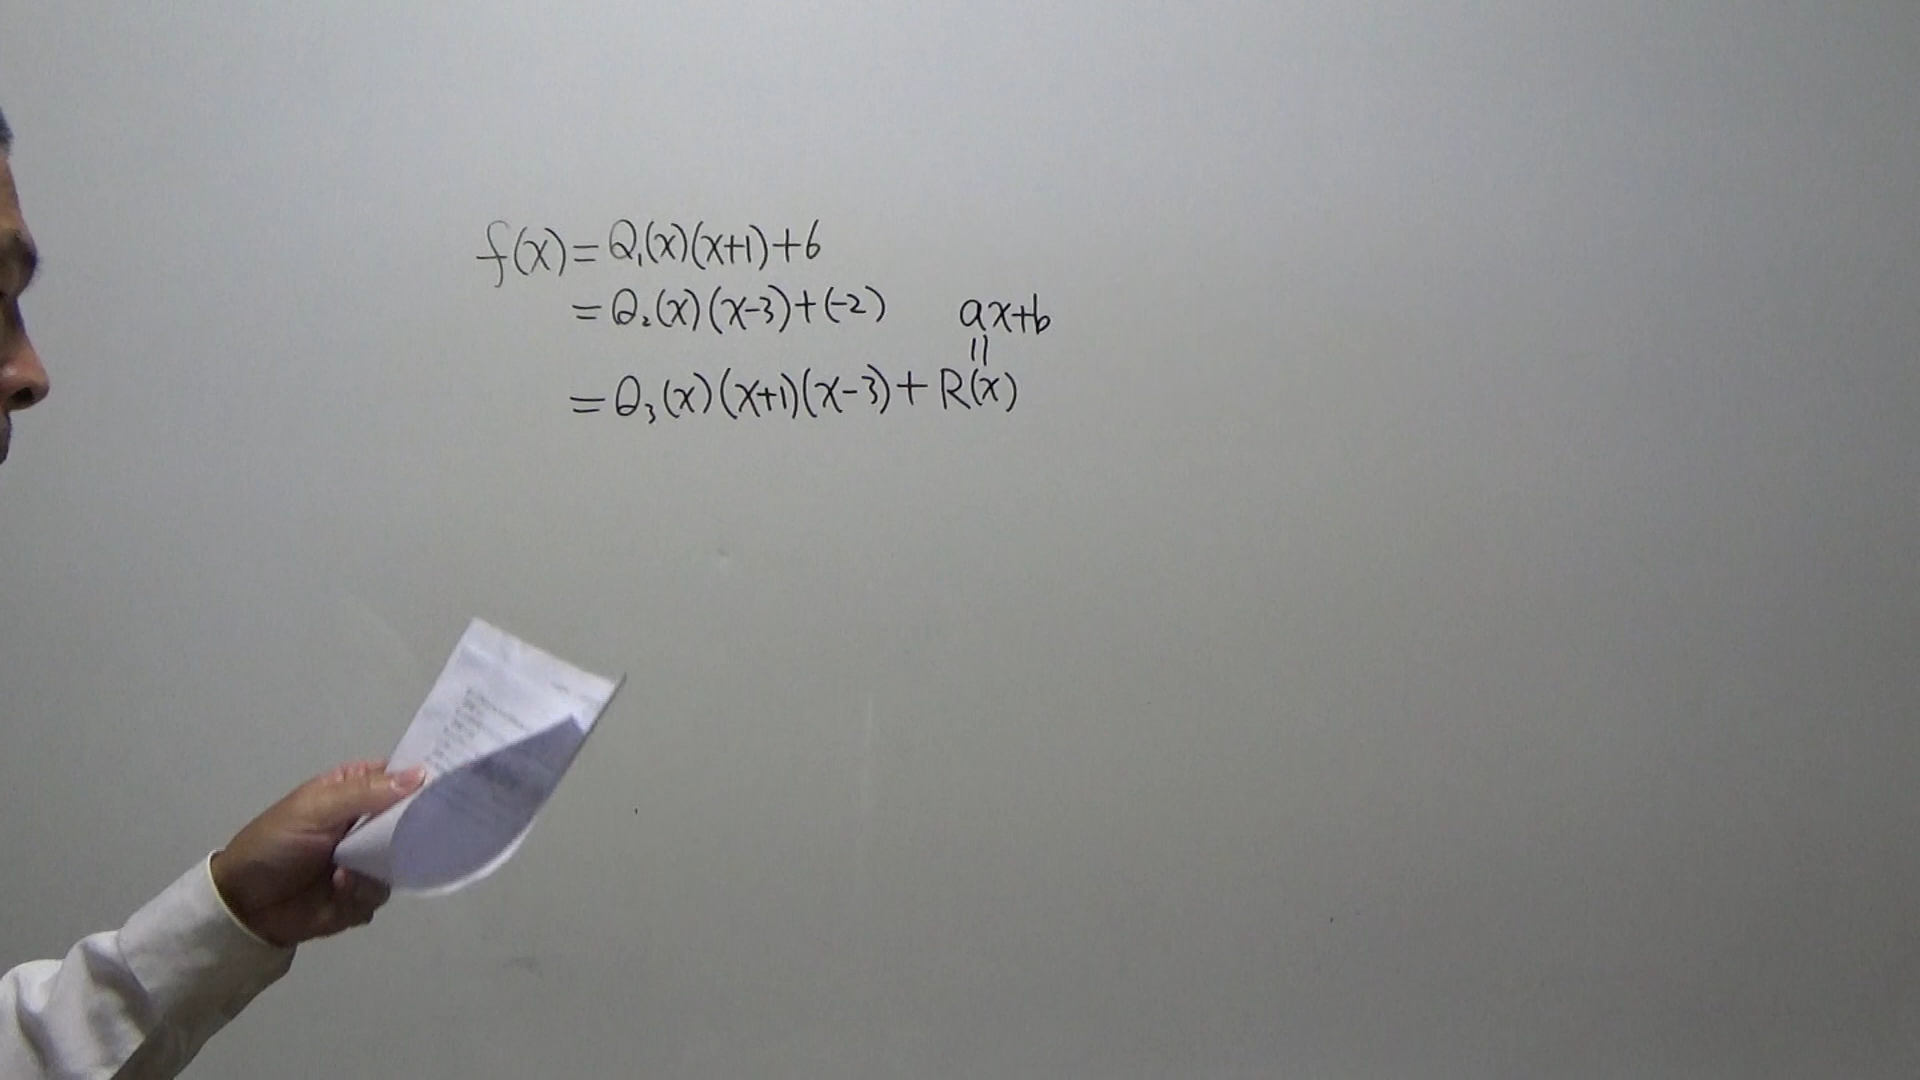 f(x)=Q₁(x)(x+1)+6
=Q₂(x)(x-3)+(-2)
ax+b
=
=Q₃(x)(x+1)(x-3)+R(x)